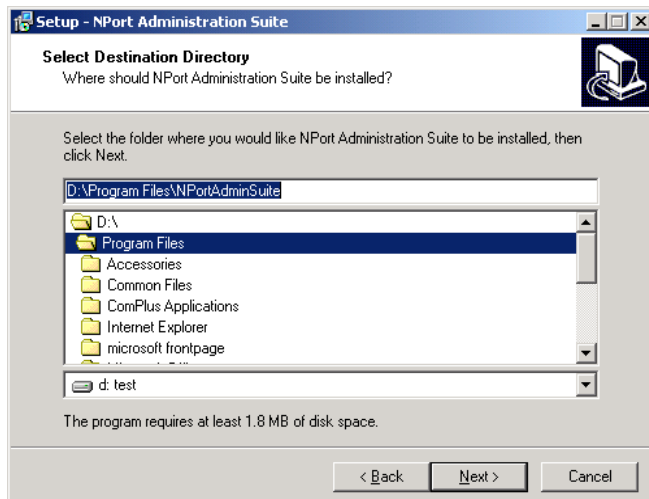 Setup - NPort Administration Suite
Select Destination Directory
Where should NPort Administration Suite be installed?
Select the folder where you would like NPort Administration Suite to be installed, then
click Next.
D:\Program Files\NPortAdminSuite
D:\
Program Files
Accessories
Common Files
ComPlus Applications
Internet Explorer
microsoft frontpage
d: test
The program requires at least 1.8 MB of disk space.
< Back
Next >
Cancel